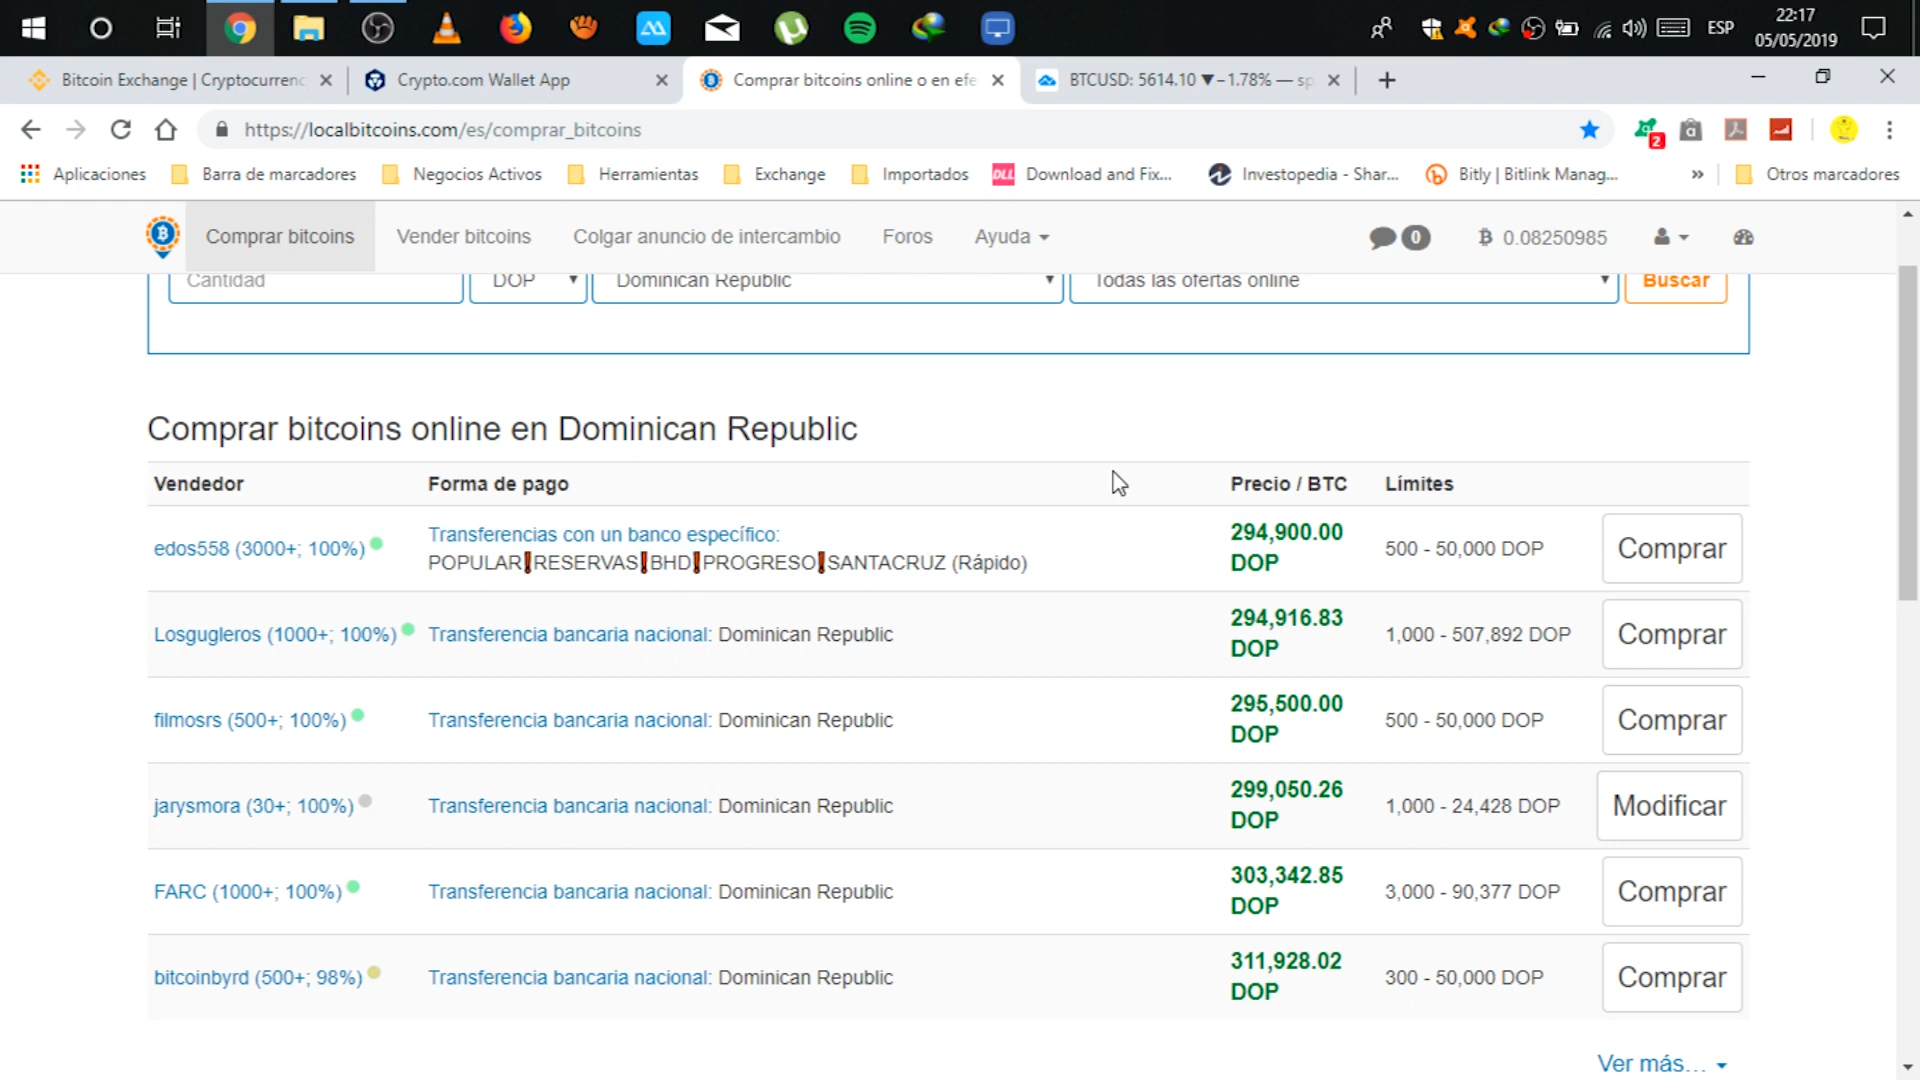 ESP
22:17
05/05/2019
Bitcoin Exchange | Cryptocurrenc
Crypto.com Wallet App
Comprar bitcoins online o en efe
BTCUSD: 5614.10 ▼−1.78% — sp
https://localbitcoins.com/es/comprar_bitcoins
2
Aplicaciones
Barra de marcadores
Negocios Activos
Herramientas
Exchange
Importados
DLL
Download and Fix...
Investopedia - Shar...
Bitly | Bitlink Manag...
»
Otros marcadores
Comprar bitcoins
Vender bitcoins
Colgar anuncio de intercambio
Foros
Ayuda
0
0.08250985
Cantidad
DOP
Dominican Republic
Todas las ofertas online
Buscar
Comprar bitcoins online en Dominican Republic
Vendedor
Forma de pago
Precio / BTC
Límites
edos558 (3000+; 100%)
Transferencias con un banco específico:
POPULAR❗RESERVAS❗BHD❗PROGRESO❗SANTACRUZ (Rápido)
294,900.00
DOP
500 - 50,000 DOP
Comprar
Losgugleros (1000+; 100%)
Transferencia bancaria nacional: Dominican Republic
294,916.83
DOP
1,000 - 507,892 DOP
Comprar
filmosrs (500+; 100%)
Transferencia bancaria nacional: Dominican Republic
295,500.00
DOP
500 - 50,000 DOP
Comprar
jarysmora (30+; 100%)
Transferencia bancaria nacional: Dominican Republic
299,050.26
DOP
1,000 - 24,428 DOP
Modificar
FARC (1000+; 100%)
Transferencia bancaria nacional: Dominican Republic
303,342.85
DOP
3,000 - 90,377 DOP
Comprar
bitcoinbyrd (500+; 98%)
Transferencia bancaria nacional: Dominican Republic
311,928.02
DOP
300 - 50,000 DOP
Comprar
Ver más...